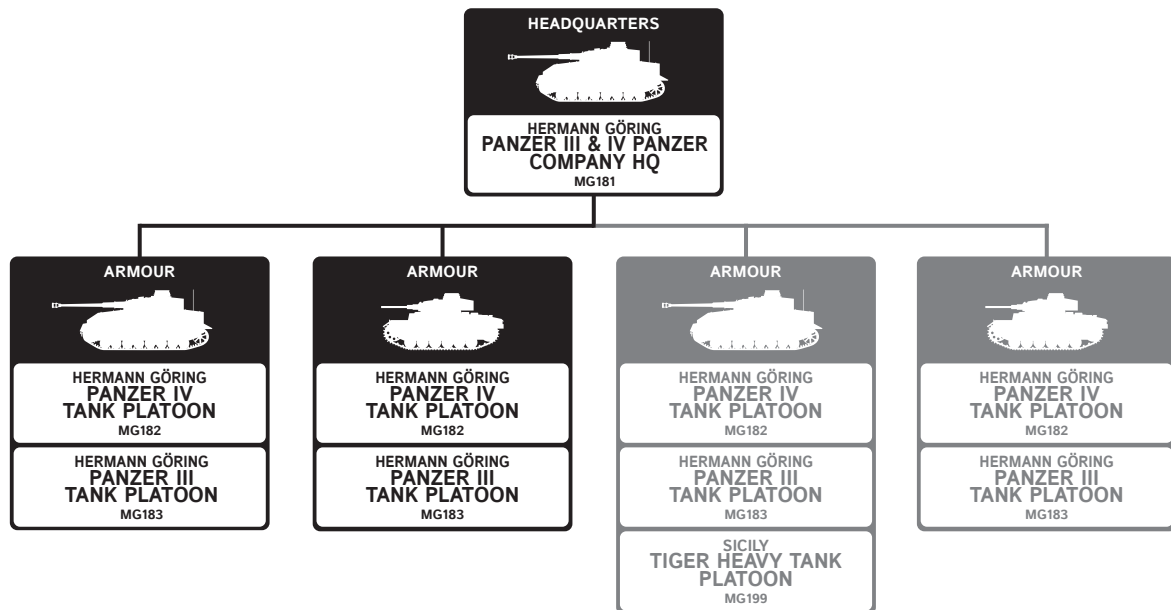 HEADQUARTERS
HERMANN GÖRING
PANZER III & IV PANZER
COMPANY HQ
MG181
ARMOUR
HERMANN GÖRING
PANZER IV
TANK PLATOON
MG182
HERMANN GÖRING
PANZER III
TANK PLATOON
MG183
ARMOUR
HERMANN GÖRING
PANZER IV
TANK PLATOON
MG182
HERMANN GÖRING
PANZER III
TANK PLATOON
MG183
ARMOUR
HERMANN GÖRING
PANZER IV
TANK PLATOON
MG182
HERMANN GÖRING
PANZER III
TANK PLATOON
MG183
SICILY
TIGER HEAVY TANK
PLATOON
MG199
ARMOUR
HERMANN GÖRING
PANZER IV
TANK PLATOON
MG182
HERMANN GÖRING
PANZER III
TANK PLATOON
MG183